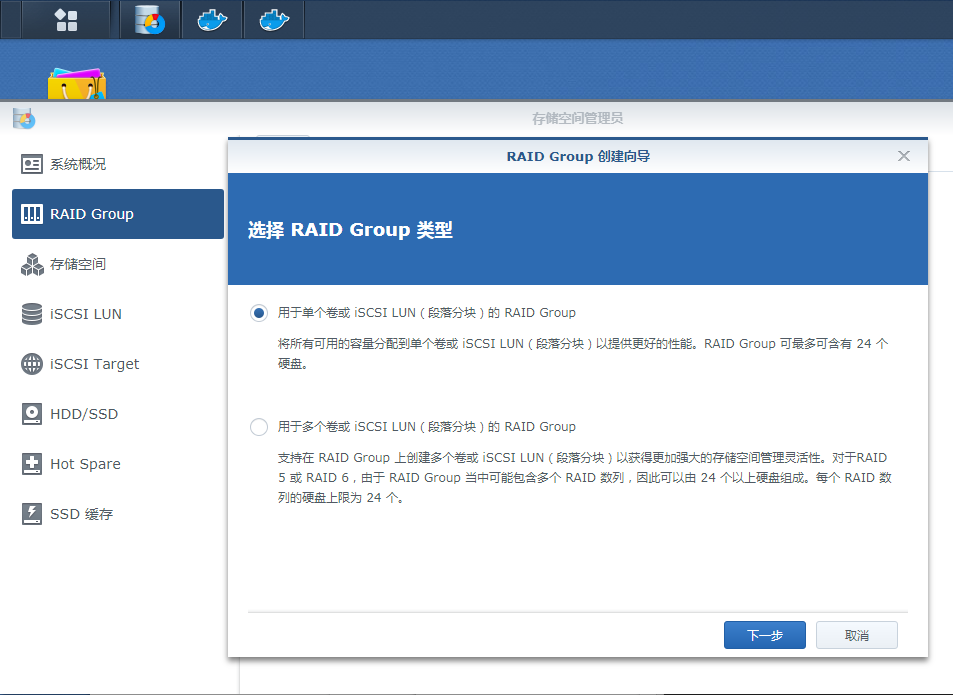 存储空间管理员
系统概况
RAID Group
存储空间
iSCSI LUN
iSCSI Target
HDD/SSD
Hot Spare
SSD 缓存
RAID Group 创建向导
选择 RAID Group 类型
用于单个卷或 iSCSI LUN（段落分块）的 RAID Group
将所有可用的容量分配到单个卷或 iSCSI LUN（段落分块）以提供更好的性能。RAID Group 可最多可含有 24 个
硬盘。
用于多个卷或 iSCSI LUN（段落分块）的 RAID Group
支持在 RAID Group 上创建多个卷或 iSCSI LUN（段落分块）以获得更加强大的存储空间管理灵活性。对于RAID
5 或 RAID 6，由于 RAID Group 当中可能包含多个 RAID 数列，因此可以由 24 个以上硬盘组成。每个 RAID 数
列的硬盘上限为 24 个。
下一步
取消